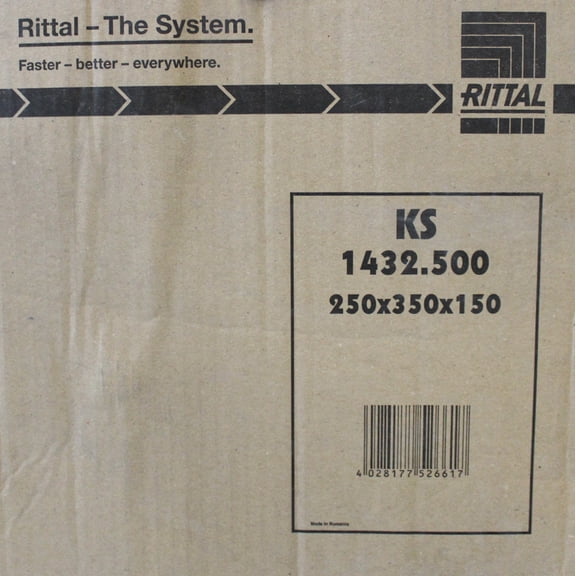 Rittal – The System.
Faster – better – everywhere.
RITTAL
KS
1432.500
250x350x150
4 028177 526617
Made in Romania